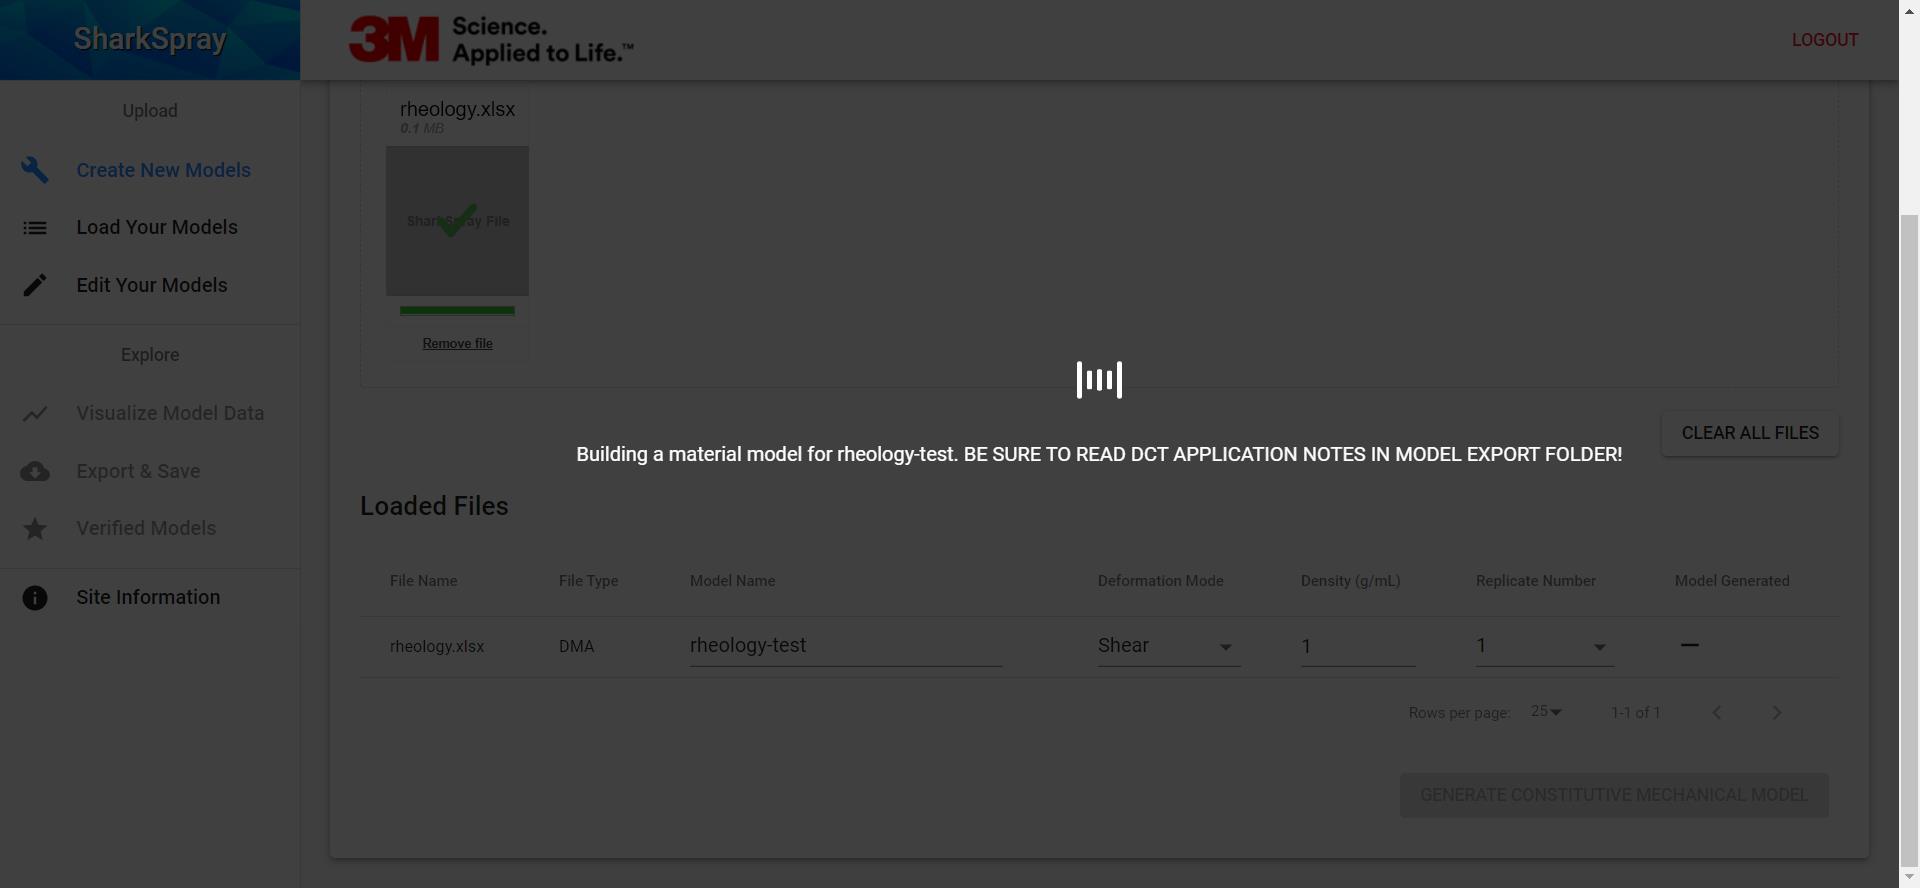 SharkSpray
3M Science.
Applied to Life.™
LOGOUT
Upload
Create New Models
Load Your Models
Edit Your Models
Explore
Visualize Model Data
Export & Save
Verified Models
Site Information
rheology.xlsx
0.1 MB
SharkSpray File
Remove file
CLEAR ALL FILES
Building a material model for rheology-test. BE SURE TO READ DCT APPLICATION NOTES IN MODEL EXPORT FOLDER!
Loaded Files
File Name File Type Model Name Deformation Mode Density (g/mL) Replicate Number Model Generated
rheology.xlsx DMA rheology-test Shear 1 1 —
Rows per page: 25 1-1 of 1
GENERATE CONSTITUTIVE MECHANICAL MODEL